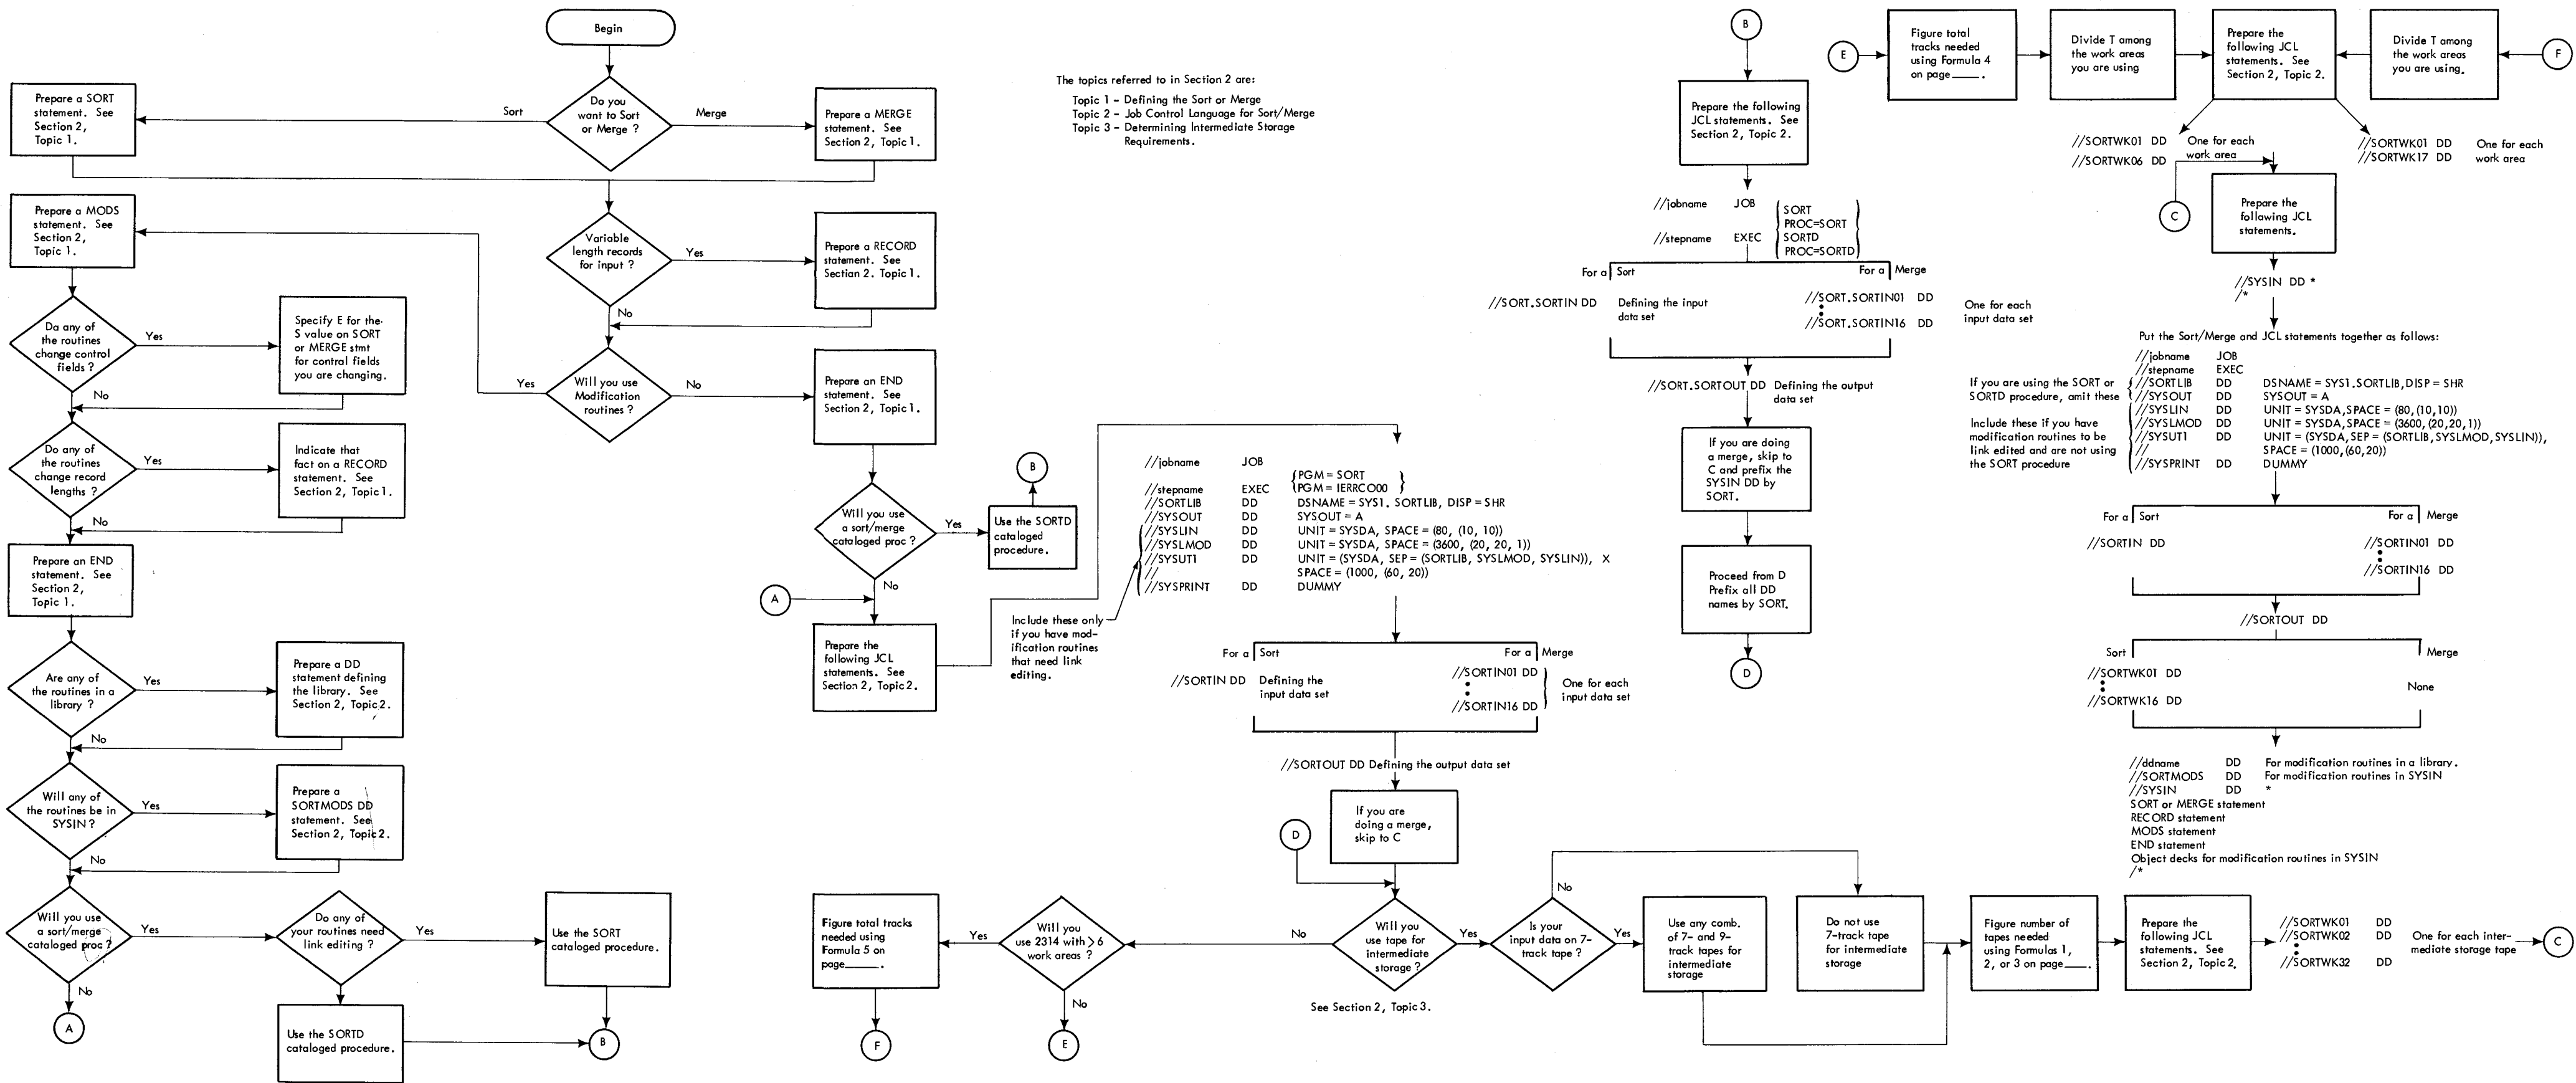 Begin
Do you
want to Sort
or Merge ?
Sort
Merge
Prepare a SORT
statement. See
Section 2,
Topic 1.
Prepare a MERGE
statement. See
Section 2, Topic 1.
The topics referred to in Section 2 are:
Topic 1 - Defining the Sort or Merge
Topic 2 - Job Control Language for Sort/Merge
Topic 3 - Determining Intermediate Storage
Requirements.
Variable
length records
for input ?
Yes
Prepore a RECORD
statement. See
Section 2. Topic 1.
No
Will you use
Modification
routines ?
Yes
No
Prepare a MODS
statement. See
Section 2,
Topic 1.
Da any of
the routines
change control
fields ?
Yes
Specify E for the
S value on SORT
or MERGE stmt
for contral fields
you are changing.
No
Do any of
the routines
change record
lengths ?
Yes
Indicate that
fact on a RECORD
statement. See
Section 2, Topic 1.
No
Prepare an END
statement. See
Section 2,
Topic 1.
Are any of
the routines in a
library ?
Yes
Prepare a DD
statement defining
the library. See
Section 2, Topic 2.
No
Will any of
the routines be in
SYSIN ?
Yes
Prepare a
SORTMODS DD
statement. See
Section 2, Topic 2.
No
Will you use
a sort/merge
cataloged proc ?
Yes
No
A
Do any of
your routines need
link editing ?
Yes
Use the SORT
cataloged procedure.
Use the SORTD
cataloged procedure.
B
Prepare an END
statement. See
Section 2, Topic 1.
Will you use
a sort/merge
cataloged proc ?
Yes
Use the SORTD
cataloged
procedure.
B
No
A
Prepare the
following JCL
statements. See
Section 2, Topic 2.
//jobname JOB
{PGM = SORT
//stepname EXEC {PGM = IERRCO00 }
//SORTLIB DD DSNAME = SYS1. SORTLIB, DISP = SHR
//SYSOUT DD SYSOUT = A
//SYSLIN DD UNIT = SYSDA, SPACE = (80, (10, 10))
//SYSLMOD DD UNIT = SYSDA, SPACE = (3600, (20, 20, 1))
//SYSUT1 DD UNIT = (SYSDA, SEP = (SORTLIB, SYSLMOD, SYSLIN)), X
// SPACE = (1000, (60, 20))
//SYSPRINT DD DUMMY
Include these only
if you have mod-
ification routines
that need link
editing.
For a Sort
For a Merge
//SORTIN DD Defining the
input data set
//SORTIN01 DD
//SORTIN16 DD
One for each
input data set
//SORTOUT DD Defining the output data set
If you are
doing a merge,
skip to C
D
Will you
use tape for
intermediate
storage ?
See Section 2, Topic 3.
No
Will you
use 2314 with >6
work areas ?
Yes
Figure total tracks
needed using
Formula 5 on
page____.
F
No
E
Yes
Is your
input data on 7-
track tape ?
No
Yes
Use any comb.
of 7- and 9-
track tapes for
intermediate
storage
Do not use
7-track tape
for intermediate
storage
Figure number of
tapes needed
using Formulas 1,
2, or 3 on page____.
Prepare the
following JCL
statements. See
Section 2, Topic 2.
//SORTWK01 DD
//SORTWK02 DD
//SORTWK32 DD
One for each inter-
mediate storage tape
C
B
Prepare the following
JCL statements. See
Section 2, Topic 2.
//jobname JOB
//stepname EXEC
SORT
PROC=SORT
SORTD
PROC=SORTD
For a Sort
For a Merge
//SORT.SORTIN DD Defining the input
data set
//SORT.SORTIN01 DD
//SORT.SORTIN16 DD
One for each
input data set
//SORT.SORTOUT DD Defining the output
data set
If you are doing
a merge, skip to
C and prefix the
SYSIN DD by
SORT.
Proceed from D
Prefix all DD
names by SORT.
D
E
Figure total
tracks needed
using Formula 4
on page____.
Divide T among
the work areas
you are using
Prepare the
following JCL
statements. See
Section 2, Topic 2.
Divide T among
the work areas
you are using.
F
//SORTWK01 DD
//SORTWK06 DD
One for each
work area
//SORTWK01 DD
//SORTWK17 DD
One for each
work area
C
Prepare the
following JCL
statements.
//SYSIN DD *
/*
Put the Sort/Merge and JCL statements together as follows:
//jobname JOB
//stepname EXEC
//SORTLIB DD DSNAME = SYS1.SORTLIB,DISP = SHR
//SYSOUT DD SYSOUT = A
//SYSLIN DD UNIT = SYSDA,SPACE = (80,(10,10))
//SYSLMOD DD UNIT = SYSDA,SPACE = (3600,(20,20,1))
//SYSUT1 DD UNIT = (SYSDA,SEP = (SORTLIB,SYSLMOD,SYSLIN)),
// SPACE = (1000,(60,20))
//SYSPRINT DD DUMMY
If you are using the SORT or
SORTD procedure, amit these
Include these if you have
modification routines to be
link edited and are not using
the SORT procedure
For a Sort
For a Merge
//SORTIN DD
//SORTIN01 DD
//SORTIN16 DD
//SORTOUT DD
Sort
Merge
//SORTWK01 DD
//SORTWK16 DD
None
//ddname DD For modification routines in a library.
//SORTMODS DD For modification routines in SYSIN
//SYSIN DD *
SORT or MERGE statement
RECORD statement
MODS statement
END statement
Object decks for modification routines in SYSIN
/*